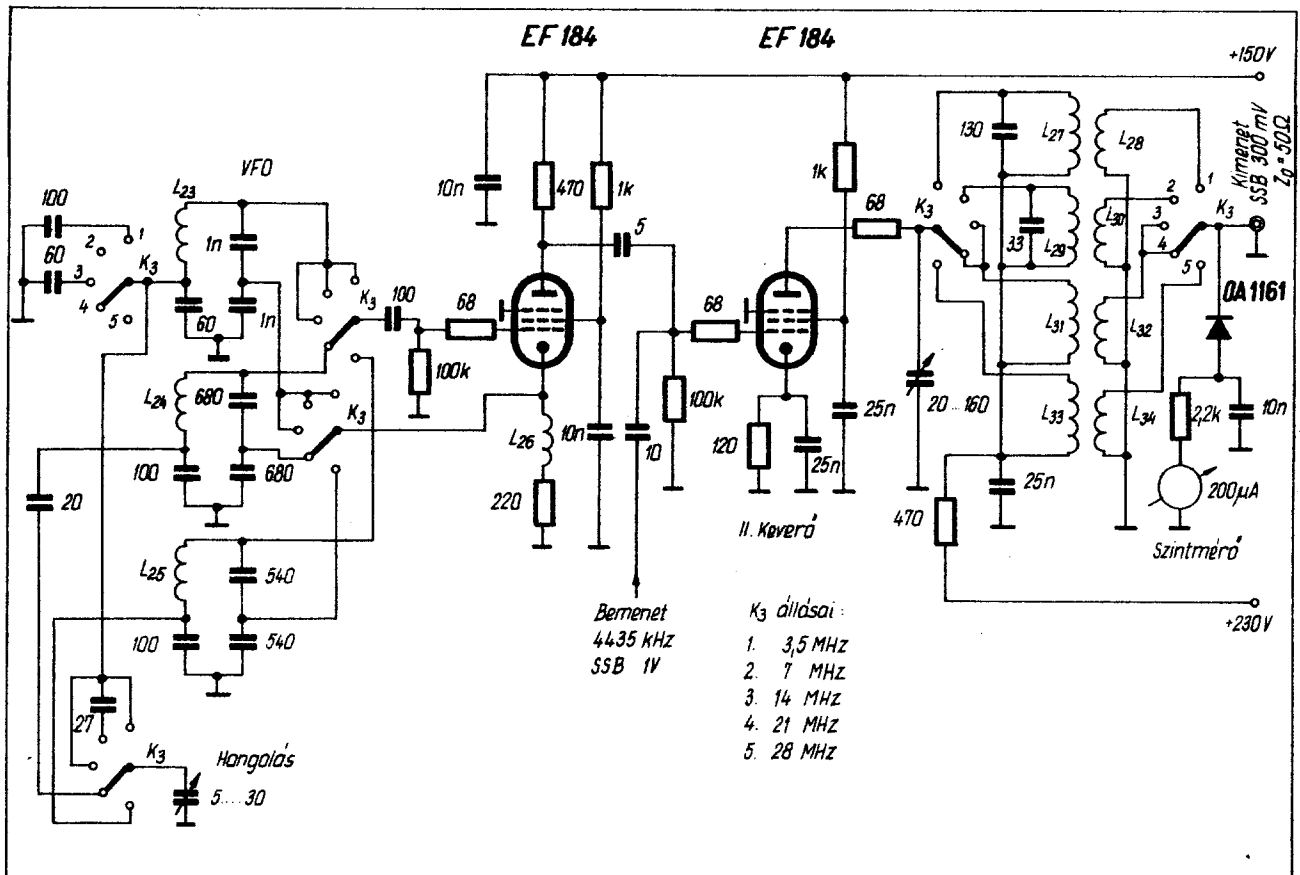 EF 184
EF 184
+150V
VFO
L23
100
2
1
60
3
K3
4
5
1n
60
1n
K3
100
68
100k
10n
470
1k
5
L24
680
100
680
K3
20
L25
540
100
540
27
K3
Hangolás
5....30
L26
220
10n
10
68
100k
1k
120
25n
25n
II. Keverő
Bemenet
4435 kHz
SSB 1V
K3 állásai :
1. 3,5 MHz
2. 7 MHz
3. 14 MHz
4. 21 MHz
5. 28 MHz
68
K3
20...160
130
L27
L28
33
L29
L30
L31
L32
L33
L34
470
25n
1
2
3
4
5
K3
Kimenet
SSB 300 mV
Z0 = 50Ω
OA1161
2,2k
10n
200µA
Szintmérő
+230V